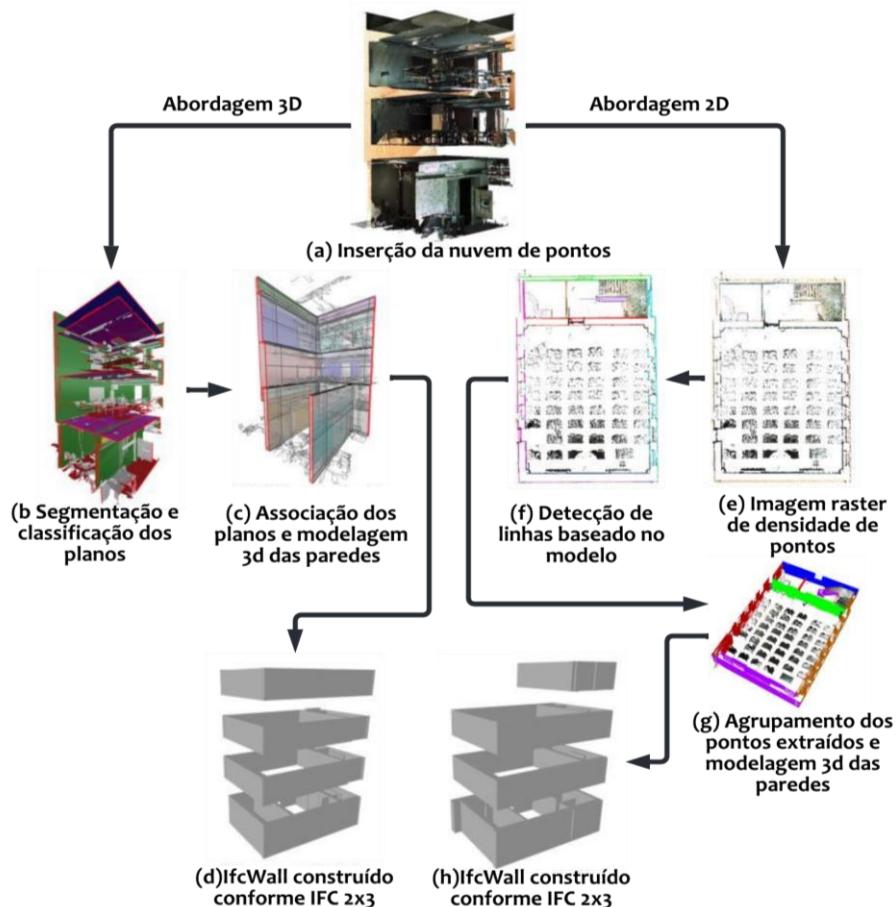 Abordagem 3D
Abordagem 2D
(a) Inserção da nuvem de pontos
(b Segmentação e
classificação dos
planos
(c) Associação dos
planos e modelagem
3d das paredes
(f) Detecção de
linhas baseado no
modelo
(e) Imagem raster
de densidade de
pontos
(g) Agrupamento dos
pontos extraídos e
modelagem 3d das
paredes
(d)IfcWall construído
conforme IFC 2x3
(h)IfcWall construído
conforme IFC 2x3